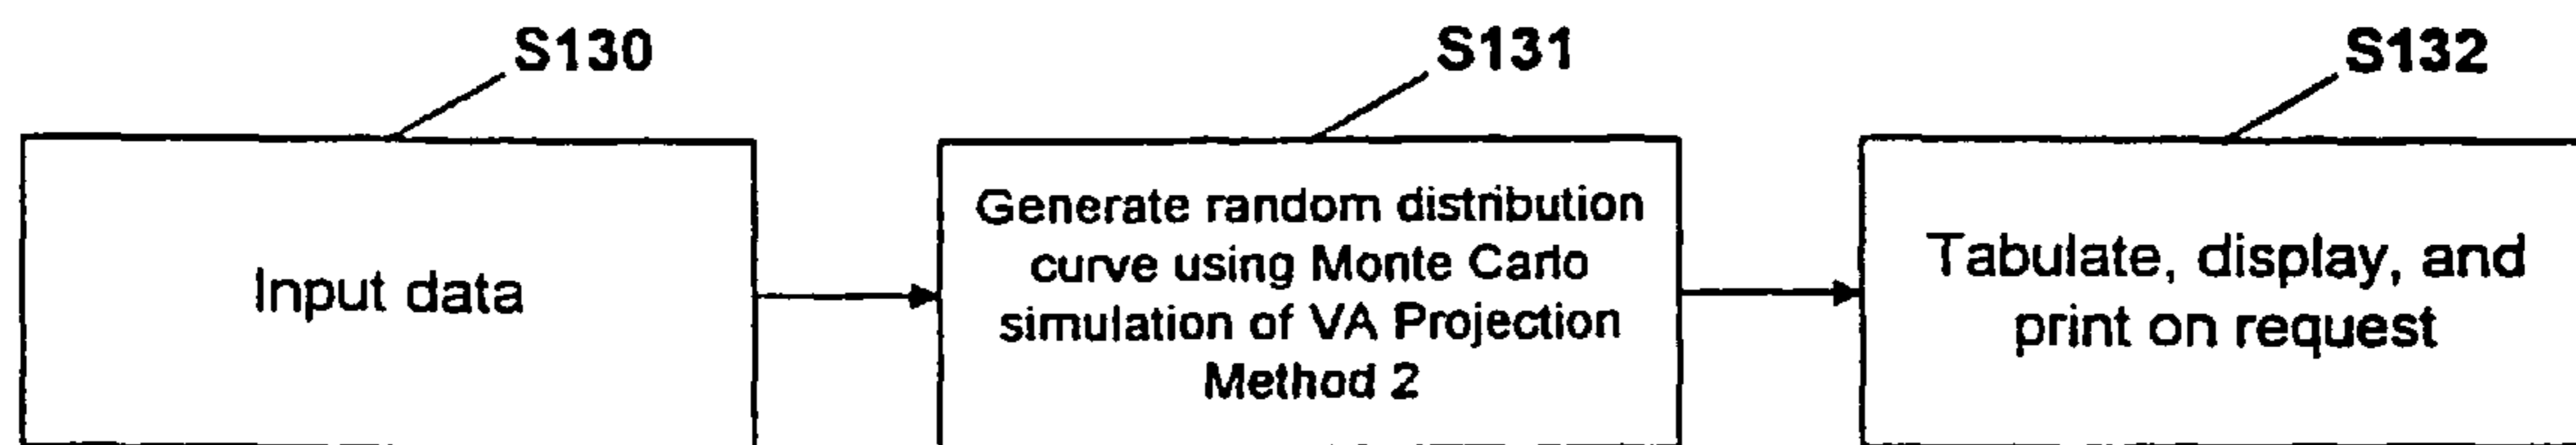 S130
S131
S132
Input data
Generate random distribution
curve using Monte Carlo
simulation of VA Projection
Method 2
Tabulate, display, and
print on request